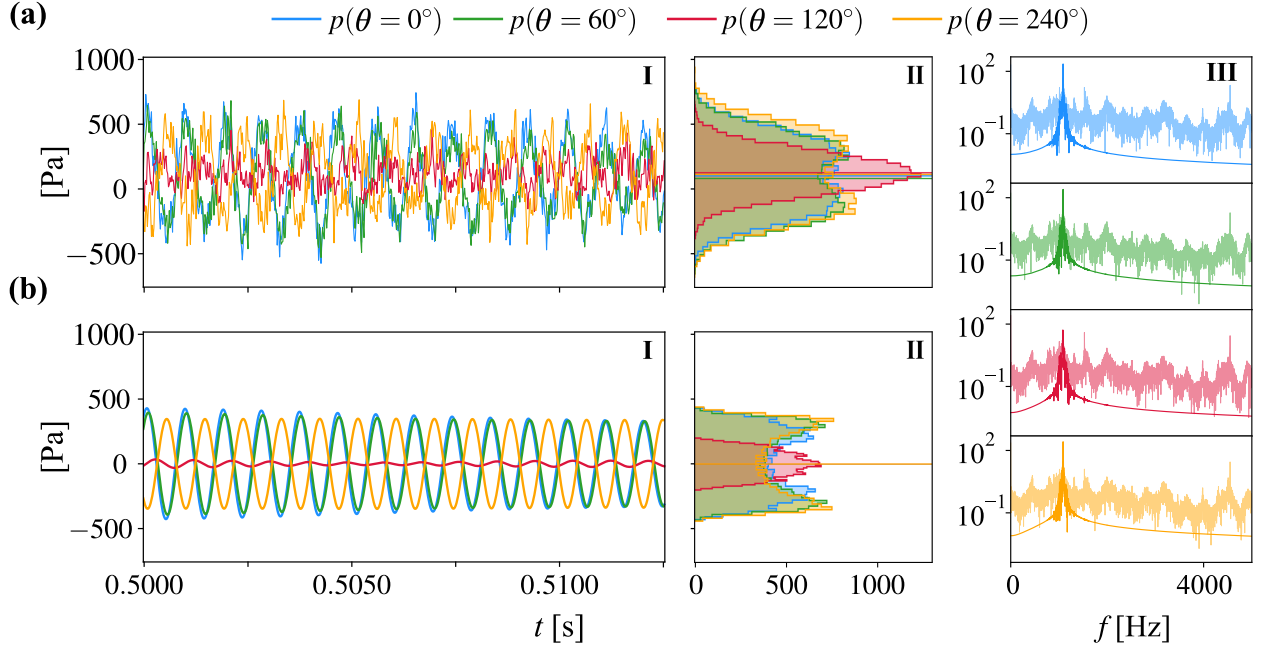 (a)
p(θ = 0°) p(θ = 60°) p(θ = 120°) p(θ = 240°)
1000
500
0
−500
[Pa]
I
II
III
10²
10⁻¹
10²
10⁻¹
10²
10⁻¹
10²
10⁻¹
0 4000
f [Hz]
(b)
1000
500
0
−500
[Pa]
I
II
0.5000 0.5050 0.5100
t [s]
0 500 1000